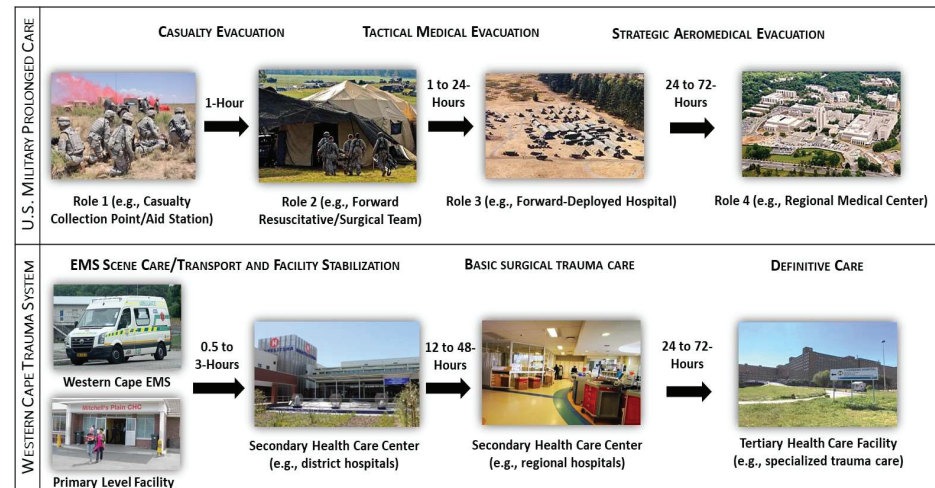 U.S. MILITARY PROLONGED CARE
CASUALTY EVACUATION
TACTICAL MEDICAL EVACUATION
STRATEGIC AEROMEDICAL EVACUATION
1-Hour
1 to 24-
Hours
24 to 72-
Hours
Role 1 (e.g., Casualty
Collection Point/Aid Station)
Role 2 (e.g., Forward
Resuscitative/Surgical Team)
Role 3 (e.g., Forward-Deployed Hospital)
Role 4 (e.g., Regional Medical Center)
WESTERN CAPE TRAUMA SYSTEM
EMS SCENE CARE/TRANSPORT AND FACILITY STABILIZATION
BASIC SURGICAL TRAUMA CARE
DEFINITIVE CARE
Western Cape EMS
Mitchell's Plain CHC
Primary Level Facility
0.5 to
3-Hours
H
Secondary Health Care Center
(e.g., district hospitals)
12 to 48-
Hours
Secondary Health Care Center
(e.g., regional hospitals)
24 to 72-
Hours
Tertiary Health Care Facility
(e.g., specialized trauma care)